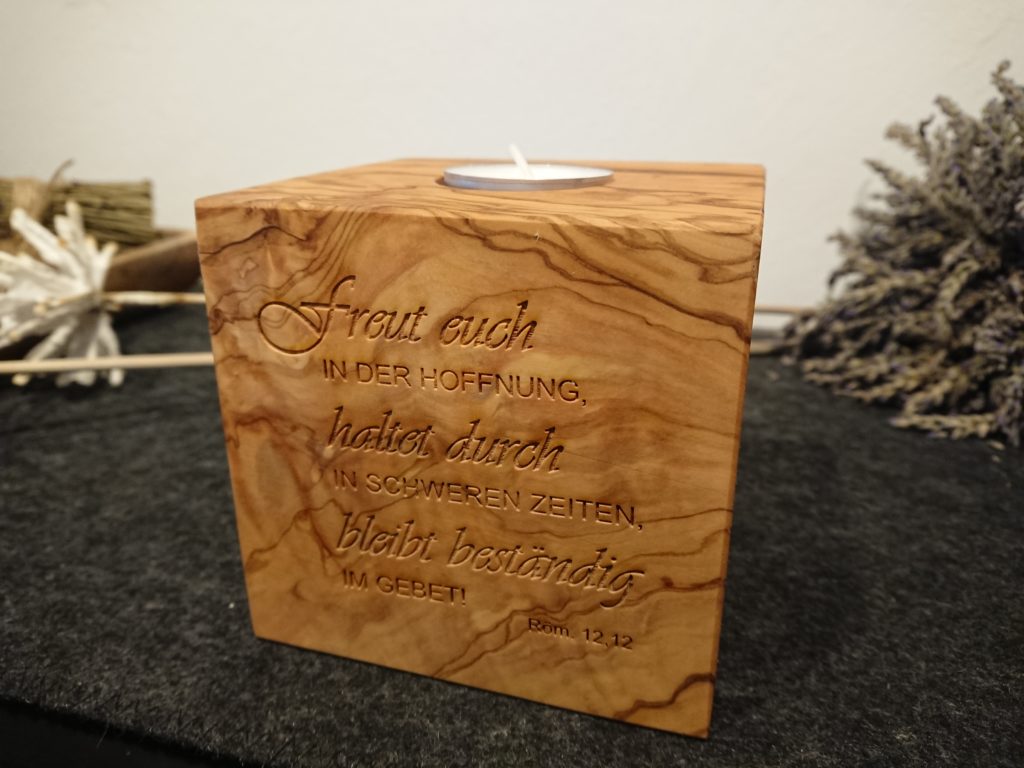 Freut euch
IN DER HOFFNUNG,
haltet durch
IN SCHWEREN ZEITEN,
bleibt beständig
IM GEBET!
Röm. 12,12